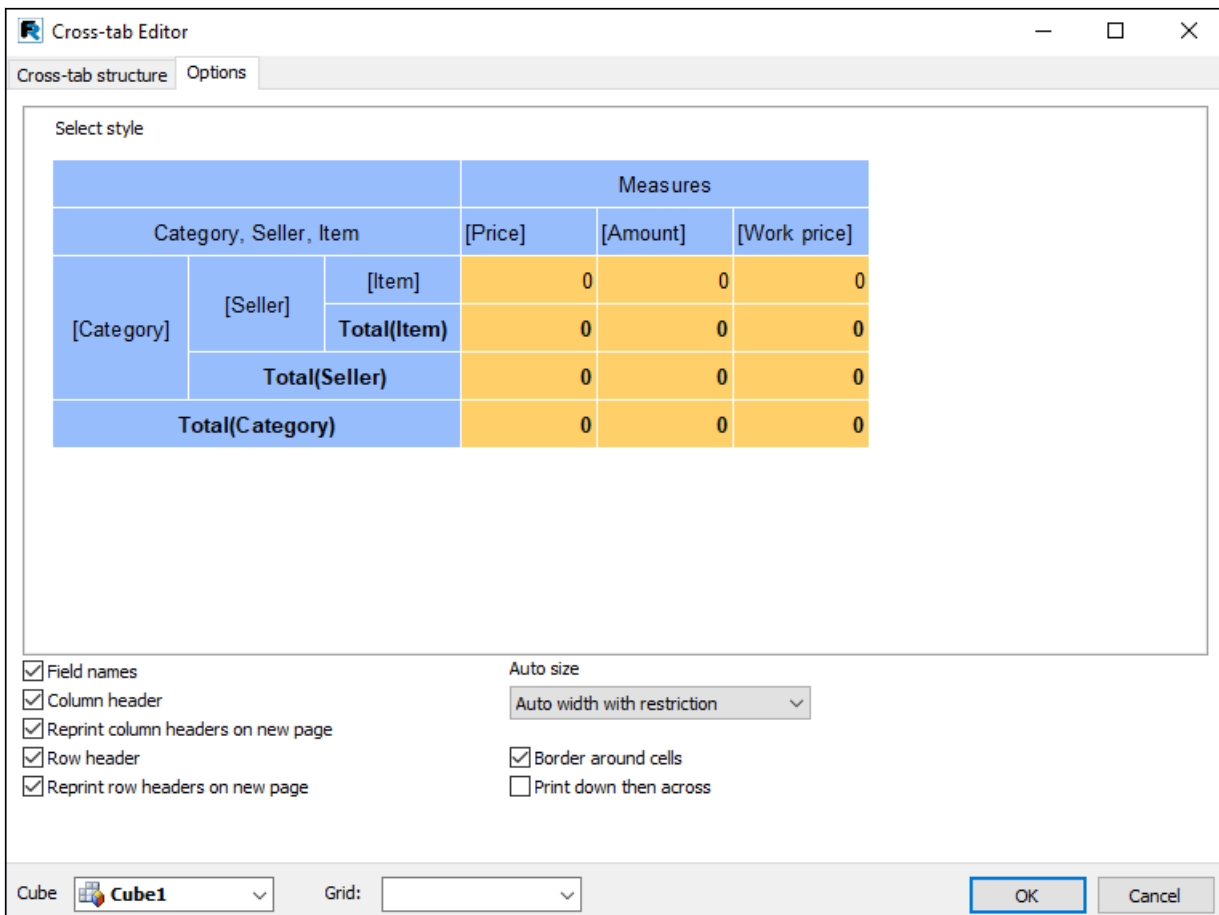 Cross-tab Editor
Cross-tab structure Options
Select style
Measures
Category, Seller, Item [Price] [Amount] [Work price]
[Category] [Seller] [Item] 0 0 0
Total(Item) 0 0 0
Total(Seller) 0 0 0
Total(Category) 0 0 0
Field names Auto size
Column header Auto width with restriction
Reprint column headers on new page
Row header Border around cells
Reprint row headers on new page Print down then across
Cube Cube1 Grid: OK Cancel